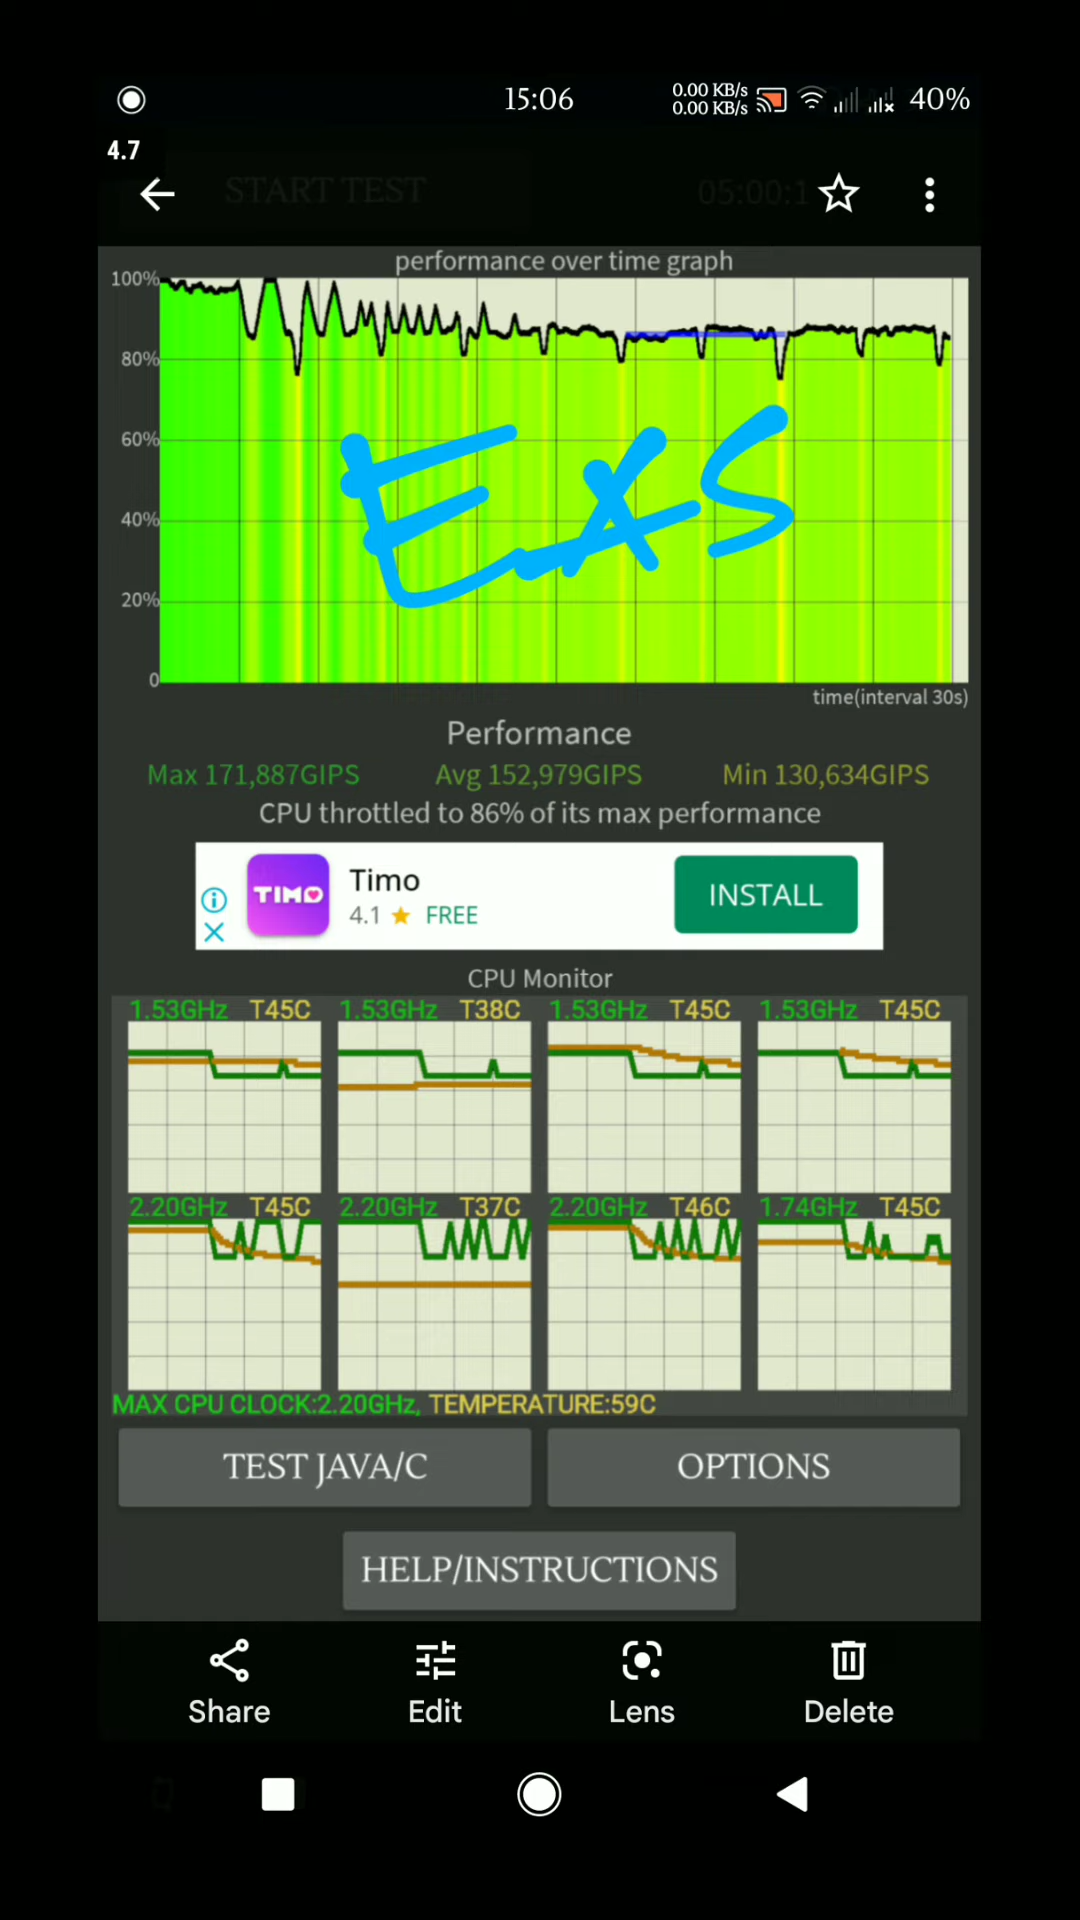 15:06
0.00 KB/s
0.00 KB/s
40%
4.7
START TEST 05:00:1
performance over time graph
100%
80%
60%
40%
20%
0
EXS
time(interval 30s)
Performance
Max 171,887GIPS Avg 152,979GIPS Min 130,634GIPS
CPU throttled to 86% of its max performance
TIMO
Timo
4.1 ★ FREE
INSTALL
CPU Monitor
1.53GHz T45C 1.53GHz T38C 1.53GHz T45C 1.53GHz T45C
2.20GHz T45C 2.20GHz T37C 2.20GHz T46C 1.74GHz T45C
MAX CPU CLOCK:2.20GHz, TEMPERATURE:59C
TEST JAVA/C OPTIONS
HELP/INSTRUCTIONS
Share Edit Lens Delete